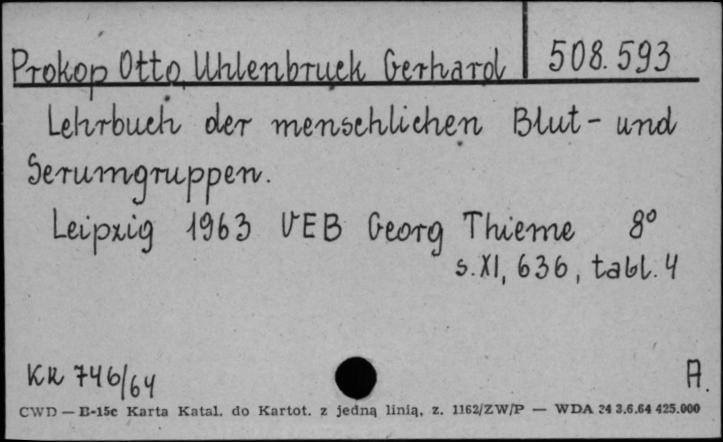 Prokop Otto, Uhlenbruck Gerhard 508.593
Lehrbuch der menschlichen Blut- und
Serumgruppen.
Leipzig 1963 VEB Georg Thieme 8°
s. XI, 636, tabl. 4
KK 746/64 A
CWD — B-15c Karta Katal. do Kartot. z jedną linią, z. 1162/ZW/P — WDA 24 3.6.64 425.000